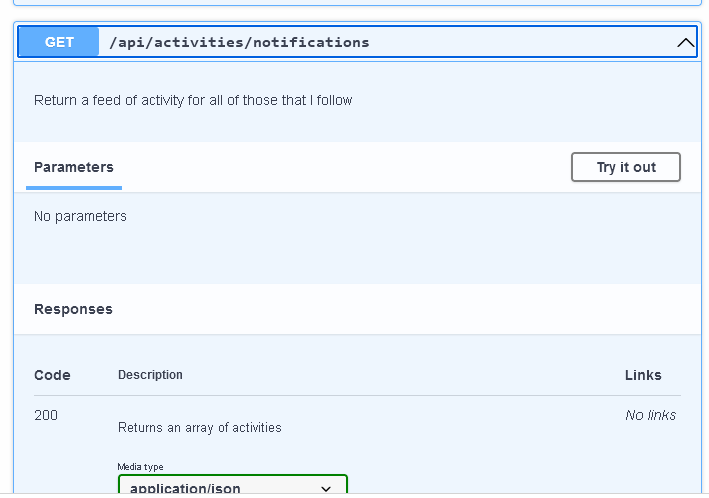 GET /api/activities/notifications
Return a feed of activity for all of those that I follow
Parameters
Try it out
No parameters
Responses
Code Description Links
200 Returns an array of activities No links
Media type
application/json